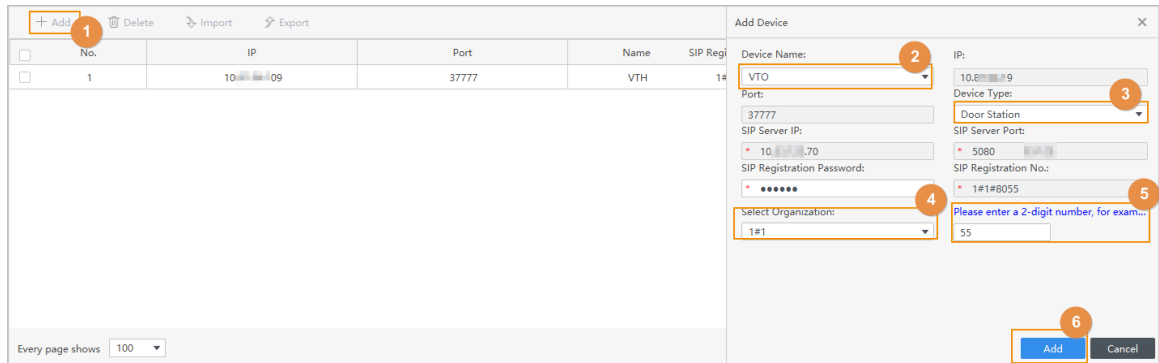 + Add Delete Import Export
No. IP Port Name SIP Regi
1 10 09 37777 VTH 1#
Every page shows 100
Add Device ×
Device Name: IP:
VTO 10.8 9
Port: Device Type:
37777 Door Station
SIP Server IP: SIP Server Port:
* 10. .70 * 5080
SIP Registration Password: SIP Registration No.:
* ●●●●●● * 1#1#8055
Select Organization: Please enter a 2-digit number, for exam...
1#1 55
Add Cancel
1
2
3
4
5
6